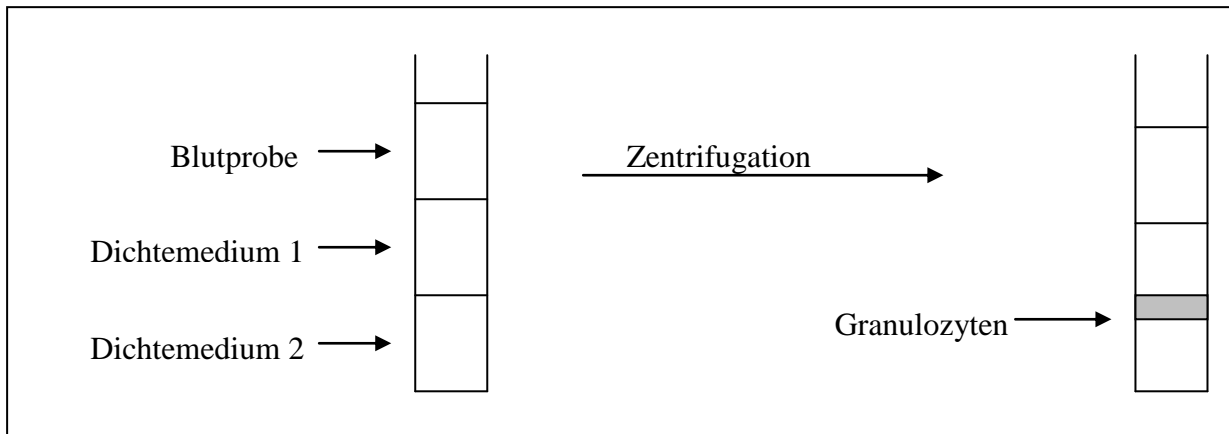 Blutprobe
Zentrifugation
Dichtemedium 1
Granulozyten
Dichtemedium 2